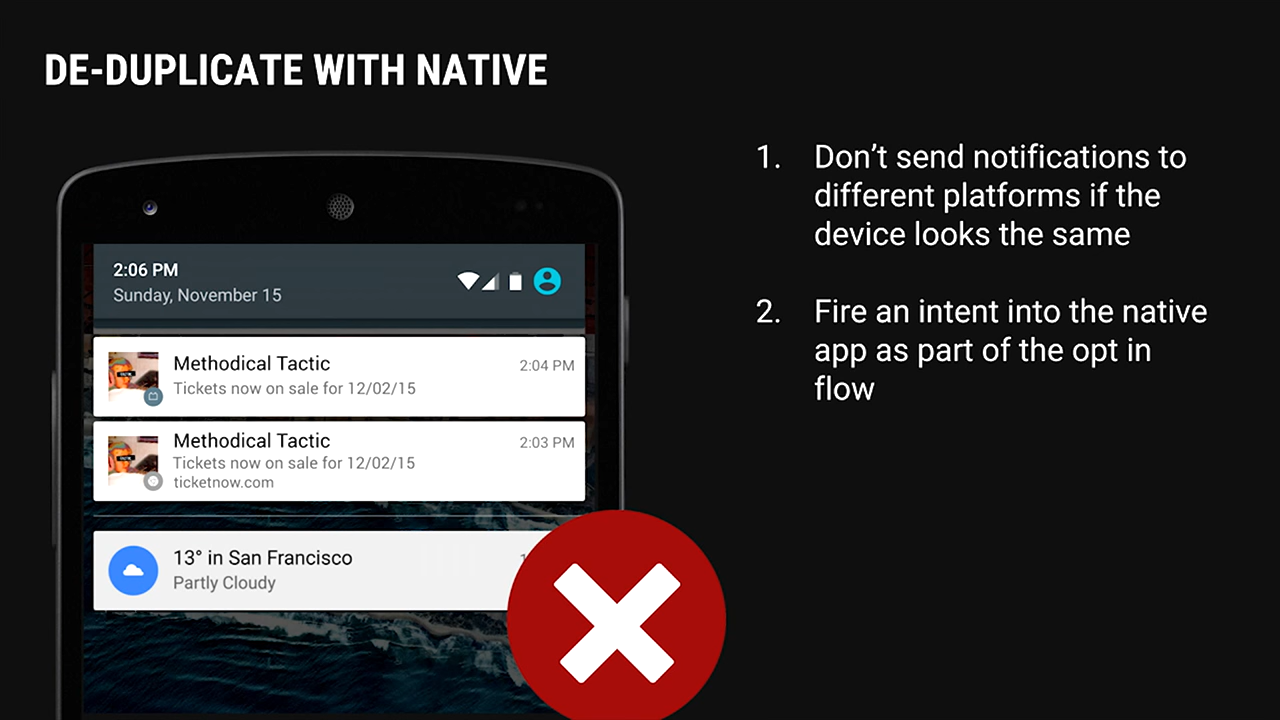 DE-DUPLICATE WITH NATIVE
2:06 PM
Sunday, November 15
Methodical Tactic 2:04 PM
Tickets now on sale for 12/02/15
Methodical Tactic 2:03 PM
Tickets now on sale for 12/02/15
ticketnow.com
13° in San Francisco
Partly Cloudy
1. Don’t send notifications to
different platforms if the
device looks the same
2. Fire an intent into the native
app as part of the opt in
flow